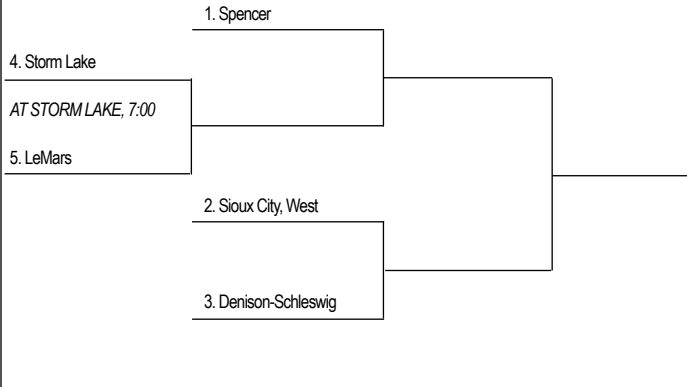 1. Spencer
4. Storm Lake
AT STORM LAKE, 7:00
5. LeMars
2. Sioux City, West
3. Denison-Schleswig